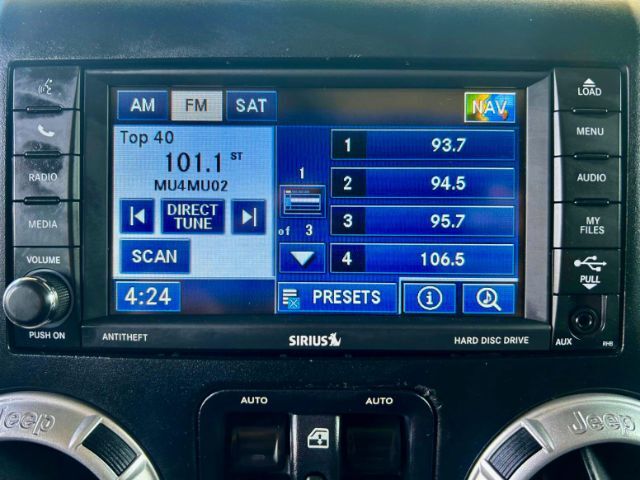 LOAD
AM FM SAT NAV
MENU
RADIO
AUDIO
MEDIA
MY
FILES
Top 40
101.1 ST
MU4MU02
DIRECT
TUNE
SCAN
4:24
1
of 3
1 93.7
2 94.5
3 95.7
4 106.5
PRESETS
VOLUME
PUSH ON
PULL
AUX
RHB
ANTITHEFT
SIRIUS
HARD DISC DRIVE
AUTO AUTO
Jeep Jeep